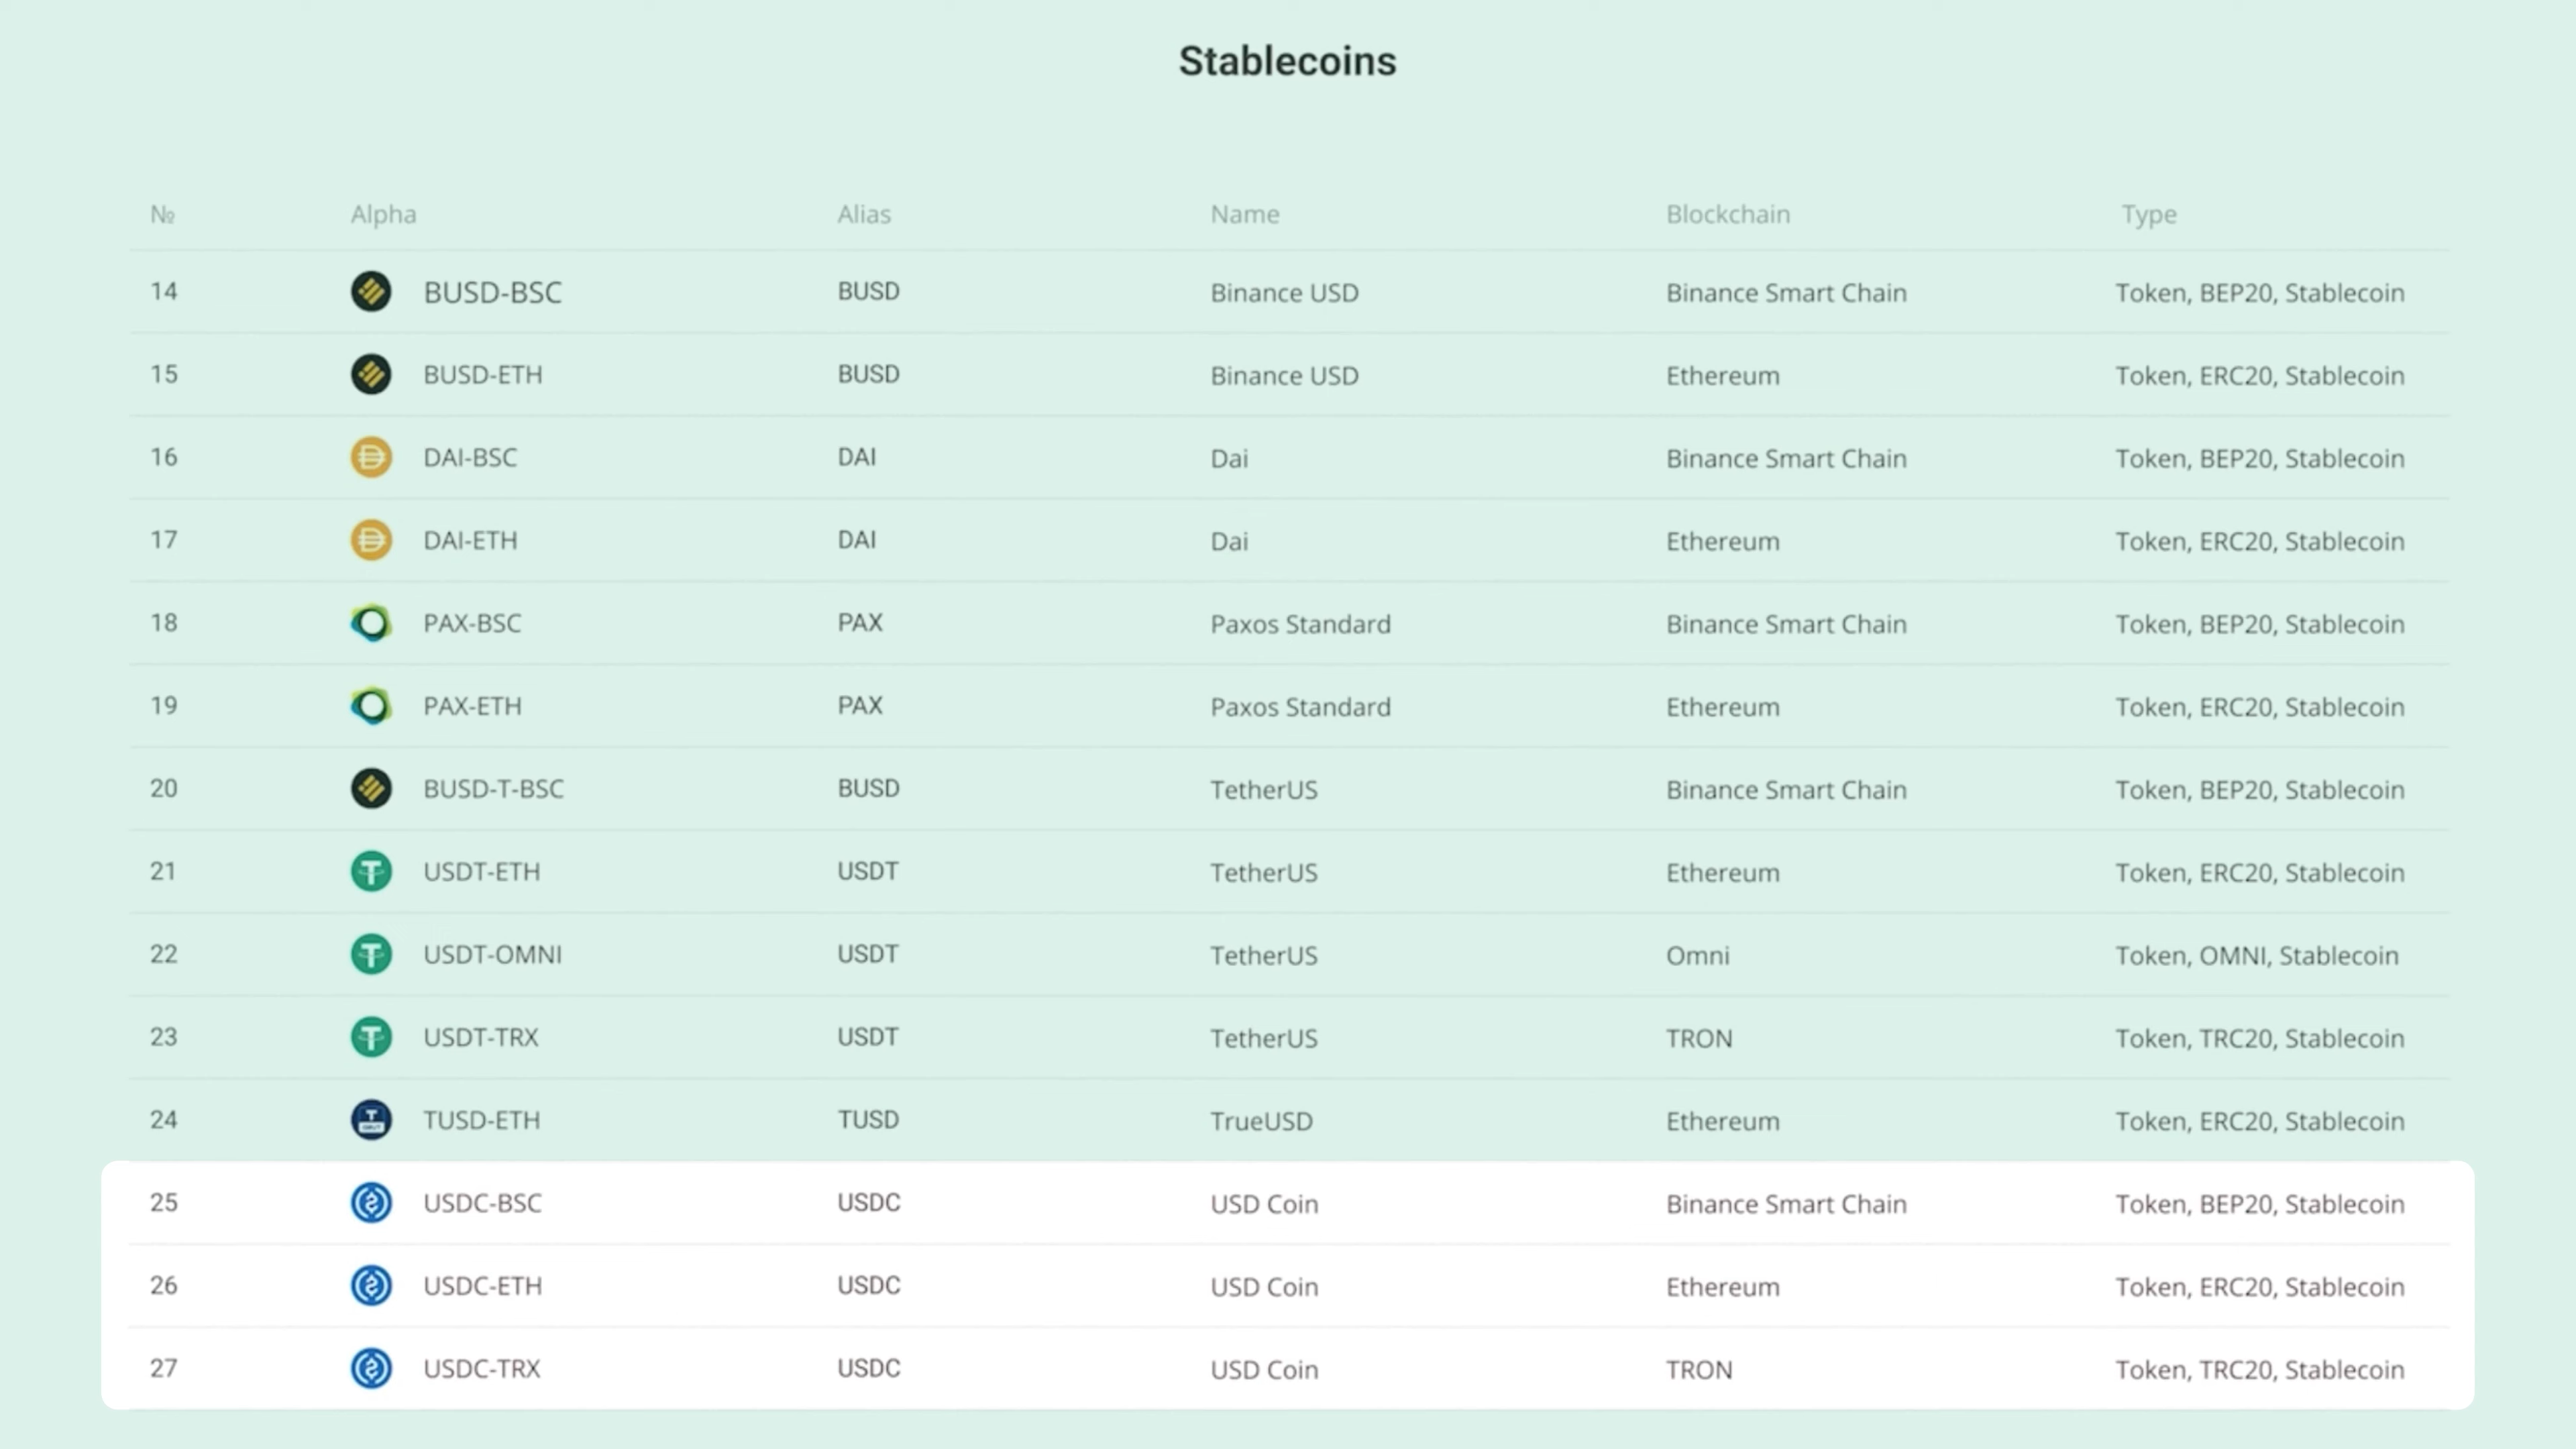 Stablecoins
№ Alpha Alias Name Blockchain Type
14 BUSD-BSC BUSD Binance USD Binance Smart Chain Token, BEP20, Stablecoin
15 BUSD-ETH BUSD Binance USD Ethereum Token, ERC20, Stablecoin
16 DAI-BSC DAI Dai Binance Smart Chain Token, BEP20, Stablecoin
17 DAI-ETH DAI Dai Ethereum Token, ERC20, Stablecoin
18 PAX-BSC PAX Paxos Standard Binance Smart Chain Token, BEP20, Stablecoin
19 PAX-ETH PAX Paxos Standard Ethereum Token, ERC20, Stablecoin
20 BUSD-T-BSC BUSD TetherUS Binance Smart Chain Token, BEP20, Stablecoin
21 USDT-ETH USDT TetherUS Ethereum Token, ERC20, Stablecoin
22 USDT-OMNI USDT TetherUS Omni Token, OMNI, Stablecoin
23 USDT-TRX USDT TetherUS TRON Token, TRC20, Stablecoin
24 TUSD-ETH TUSD TrueUSD Ethereum Token, ERC20, Stablecoin
25 USDC-BSC USDC USD Coin Binance Smart Chain Token, BEP20, Stablecoin
26 USDC-ETH USDC USD Coin Ethereum Token, ERC20, Stablecoin
27 USDC-TRX USDC USD Coin TRON Token, TRC20, Stablecoin